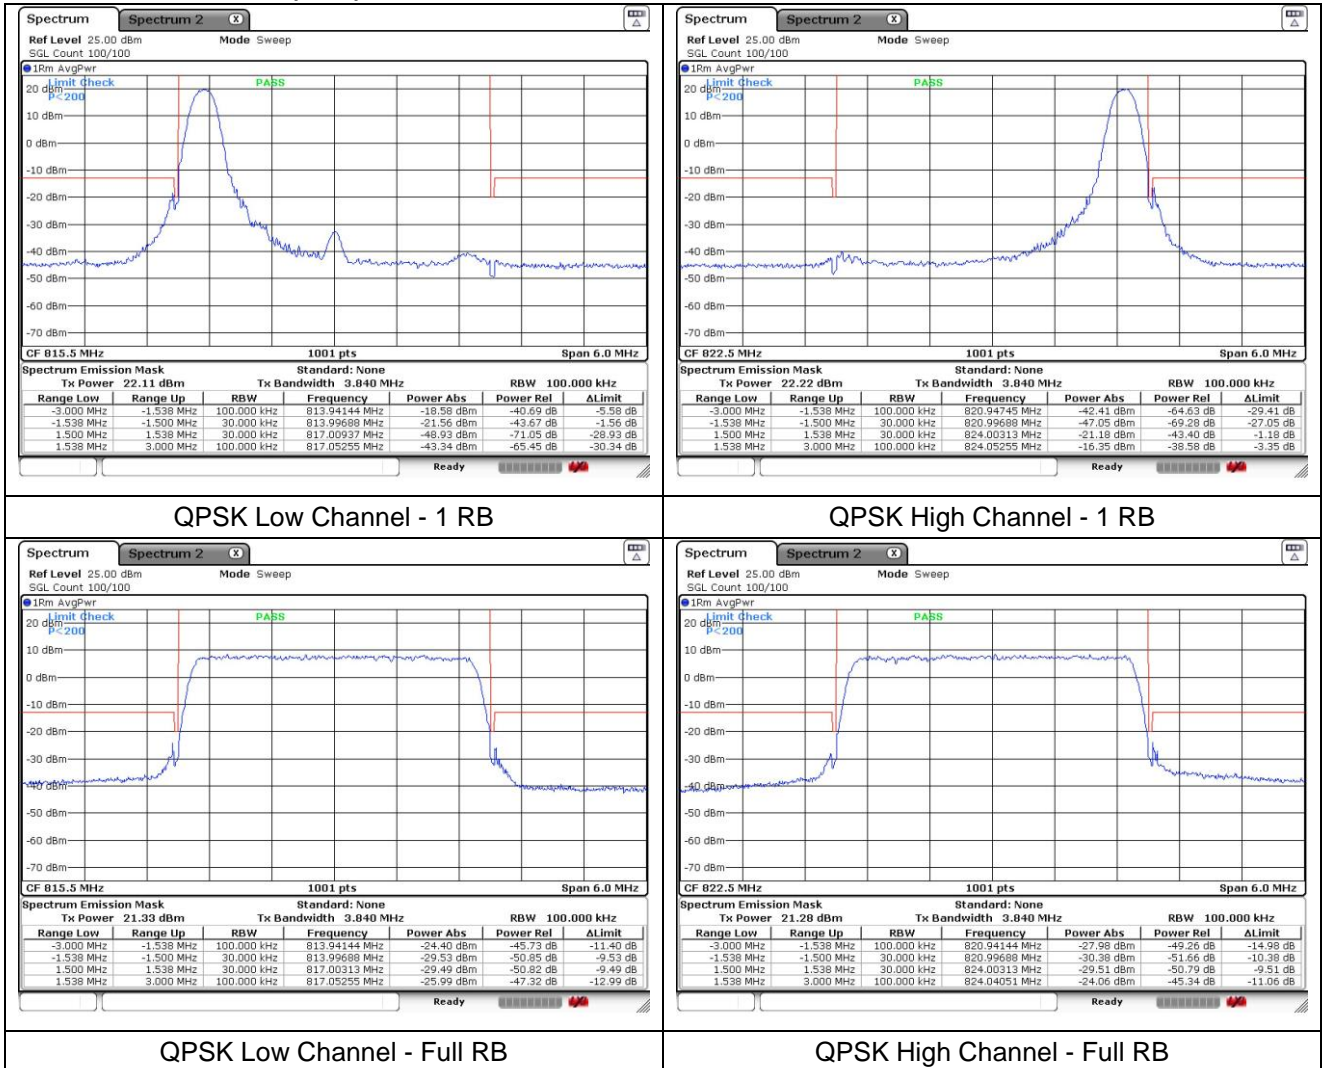 Spectrum Spectrum 2 X
Ref Level 25.00 dBm Mode Sweep
SGL Count 100/100
1Rm AvgPwr
Limit Check PASS
20 dBm
P<200
10 dBm
0 dBm
-10 dBm
-20 dBm
-30 dBm
-40 dBm
-50 dBm
-60 dBm
-70 dBm
CF 815.5 MHz 1001 pts Span 6.0 MHz
Spectrum Emission Mask Standard: None
Tx Power 22.11 dBm Tx Bandwidth 3.840 MHz RBW 100.000 kHz
Range Low Range Up RBW Frequency Power Abs Power Rel ΔLimit
-3.000 MHz -1.538 MHz 100.000 kHz 813.94144 MHz -18.58 dBm -40.69 dB -5.58 dB
-1.538 MHz -1.500 MHz 30.000 kHz 813.99688 MHz -21.56 dBm -43.67 dB -1.56 dB
1.500 MHz 1.538 MHz 30.000 kHz 817.00937 MHz -48.93 dBm -71.05 dB -28.93 dB
1.538 MHz 3.000 MHz 100.000 kHz 817.05255 MHz -43.34 dBm -65.45 dB -30.34 dB
Ready
QPSK Low Channel - 1 RB
Spectrum Spectrum 2 X
Ref Level 25.00 dBm Mode Sweep
SGL Count 100/100
1Rm AvgPwr
Limit Check PASS
20 dBm
P<200
10 dBm
0 dBm
-10 dBm
-20 dBm
-30 dBm
-40 dBm
-50 dBm
-60 dBm
-70 dBm
CF 822.5 MHz 1001 pts Span 6.0 MHz
Spectrum Emission Mask Standard: None
Tx Power 22.22 dBm Tx Bandwidth 3.840 MHz RBW 100.000 kHz
Range Low Range Up RBW Frequency Power Abs Power Rel ΔLimit
-3.000 MHz -1.538 MHz 100.000 kHz 820.94745 MHz -42.41 dBm -64.63 dB -29.41 dB
-1.538 MHz -1.500 MHz 30.000 kHz 820.99688 MHz -47.05 dBm -69.28 dB -27.05 dB
1.500 MHz 1.538 MHz 30.000 kHz 824.00313 MHz -21.18 dBm -43.40 dB -1.18 dB
1.538 MHz 3.000 MHz 100.000 kHz 824.05255 MHz -16.35 dBm -38.58 dB -3.35 dB
Ready
QPSK High Channel - 1 RB
Spectrum Spectrum 2 X
Ref Level 25.00 dBm Mode Sweep
SGL Count 100/100
1Rm AvgPwr
Limit Check PASS
20 dBm
P<200
10 dBm
0 dBm
-10 dBm
-20 dBm
-30 dBm
-40 dBm
-50 dBm
-60 dBm
-70 dBm
CF 815.5 MHz 1001 pts Span 6.0 MHz
Spectrum Emission Mask Standard: None
Tx Power 21.33 dBm Tx Bandwidth 3.840 MHz RBW 100.000 kHz
Range Low Range Up RBW Frequency Power Abs Power Rel ΔLimit
-3.000 MHz -1.538 MHz 100.000 kHz 813.94144 MHz -24.40 dBm -45.73 dB -11.40 dB
-1.538 MHz -1.500 MHz 30.000 kHz 813.99688 MHz -29.53 dBm -50.85 dB -9.53 dB
1.500 MHz 1.538 MHz 30.000 kHz 817.00313 MHz -29.49 dBm -50.82 dB -9.49 dB
1.538 MHz 3.000 MHz 100.000 kHz 817.05255 MHz -25.99 dBm -47.32 dB -12.99 dB
Ready
QPSK Low Channel - Full RB
Spectrum Spectrum 2 X
Ref Level 25.00 dBm Mode Sweep
SGL Count 100/100
1Rm AvgPwr
Limit Check PASS
20 dBm
P<200
10 dBm
0 dBm
-10 dBm
-20 dBm
-30 dBm
-40 dBm
-50 dBm
-60 dBm
-70 dBm
CF 822.5 MHz 1001 pts Span 6.0 MHz
Spectrum Emission Mask Standard: None
Tx Power 21.28 dBm Tx Bandwidth 3.840 MHz RBW 100.000 kHz
Range Low Range Up RBW Frequency Power Abs Power Rel ΔLimit
-3.000 MHz -1.538 MHz 100.000 kHz 820.94144 MHz -27.98 dBm -49.26 dB -14.98 dB
-1.538 MHz -1.500 MHz 30.000 kHz 820.99688 MHz -30.38 dBm -51.66 dB -10.38 dB
1.500 MHz 1.538 MHz 30.000 kHz 824.00313 MHz -29.51 dBm -50.79 dB -9.51 dB
1.538 MHz 3.000 MHz 100.000 kHz 824.04051 MHz -24.06 dBm -45.34 dB -11.06 dB
Ready
QPSK High Channel - Full RB